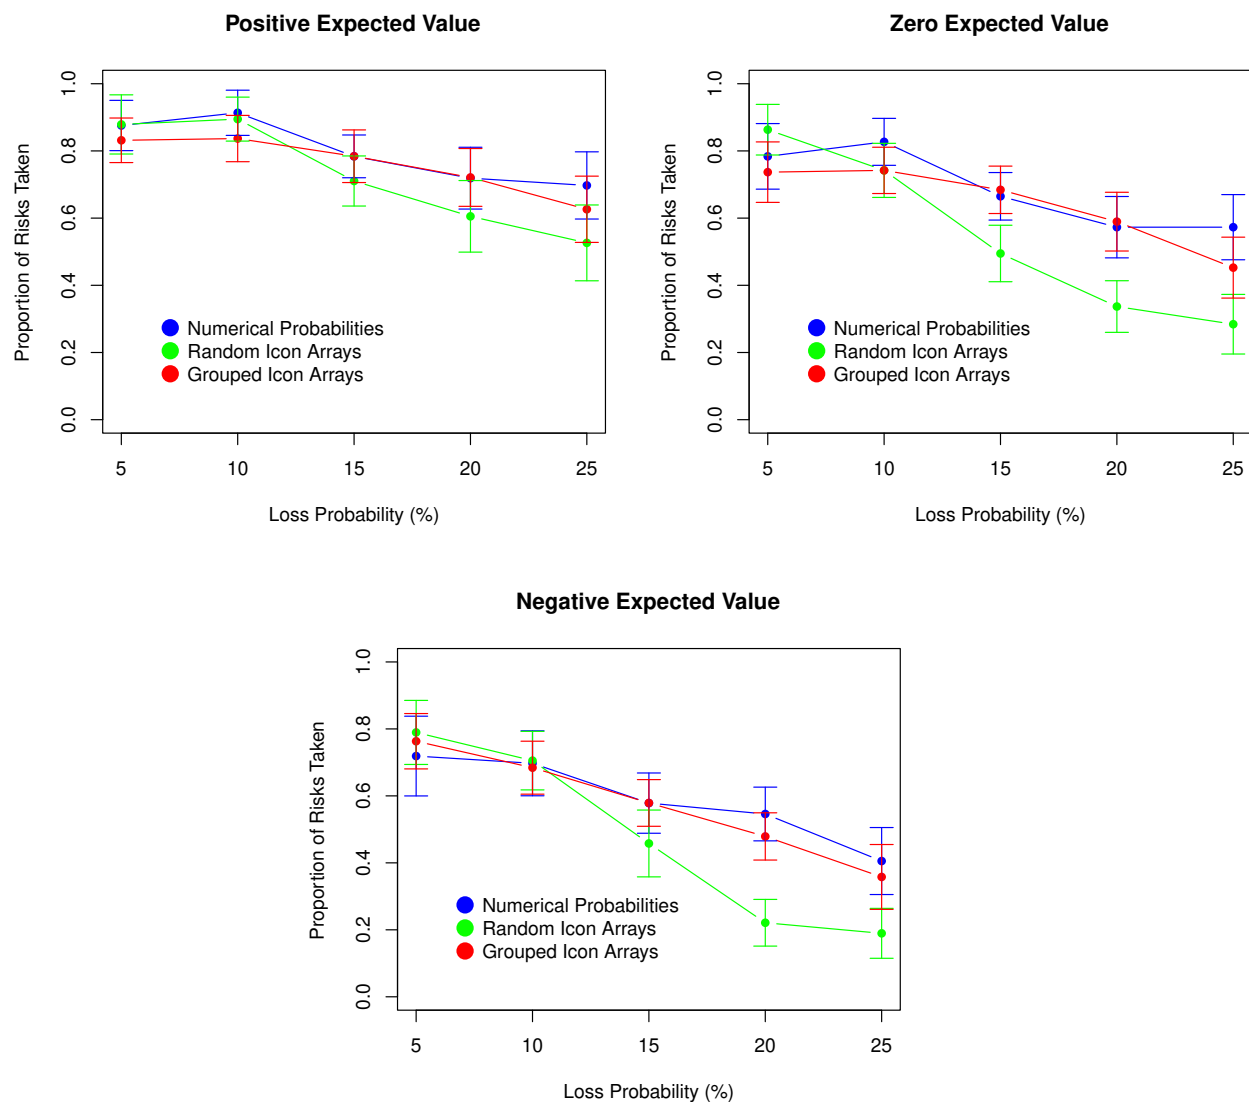 Positive Expected Value
Proportion of Risks Taken
1.0
0.8
0.6
0.4
0.2
0.0
Numerical Probabilities
Random Icon Arrays
Grouped Icon Arrays
5 10 15 20 25
Loss Probability (%)
Zero Expected Value
Proportion of Risks Taken
1.0
0.8
0.6
0.4
0.2
0.0
Numerical Probabilities
Random Icon Arrays
Grouped Icon Arrays
5 10 15 20 25
Loss Probability (%)
Negative Expected Value
Proportion of Risks Taken
1.0
0.8
0.6
0.4
0.2
0.0
Numerical Probabilities
Random Icon Arrays
Grouped Icon Arrays
5 10 15 20 25
Loss Probability (%)